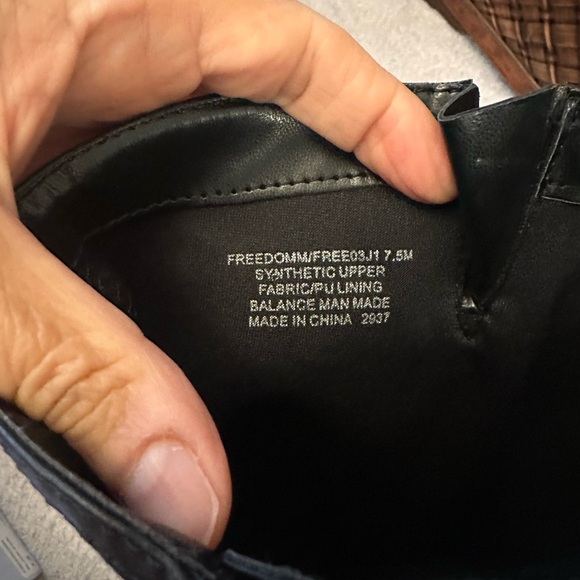 FREEDOMM/FREE03J1 7.5M
SYNTHETIC UPPER
FABRIC/PU LINING
BALANCE MAN MADE
MADE IN CHINA 2937